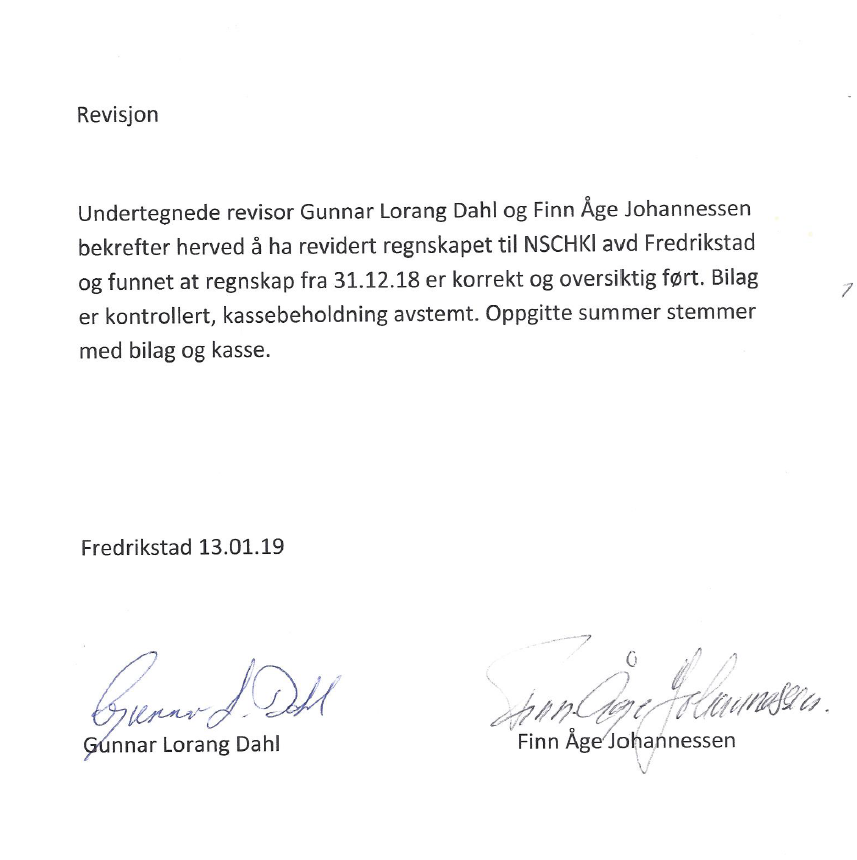 Revisjon
Undertegnede revisor Gunnar Lorang Dahl og Finn Åge Johannessen
bekrefter herved å ha revidert regnskapet til NSCHKl avd Fredrikstad
og funnet at regnskap fra 31.12.18 er korrekt og oversiktig ført. Bilag
er kontrollert, kassebeholdning avstemt. Oppgitte summer stemmer
med bilag og kasse.
Fredrikstad 13.01.19
Gunnar L. Dahl
Finn Åge Johannessen.
Gunnar Lorang Dahl
Finn Åge Johannessen